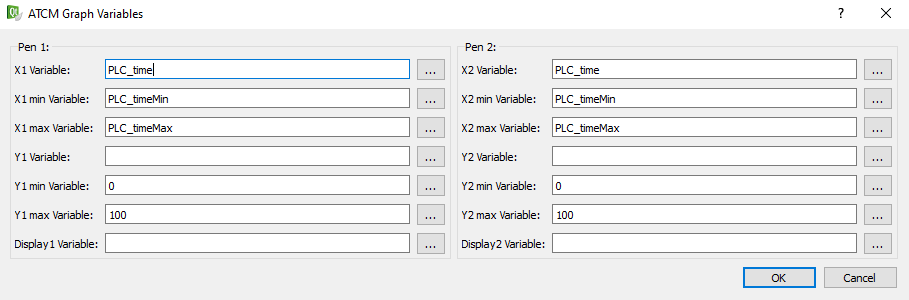 ATCM Graph Variables
? ×
Pen 1:
X1 Variable: PLC_time ...
X1 min Variable: PLC_timeMin ...
X1 max Variable: PLC_timeMax ...
Y1 Variable: ...
Y1 min Variable: 0 ...
Y1 max Variable: 100 ...
Display1 Variable: ...
Pen 2:
X2 Variable: PLC_time ...
X2 min Variable: PLC_timeMin ...
X2 max Variable: PLC_timeMax ...
Y2 Variable: ...
Y2 min Variable: 0 ...
Y2 max Variable: 100 ...
Display2 Variable: ...
OK
Cancel